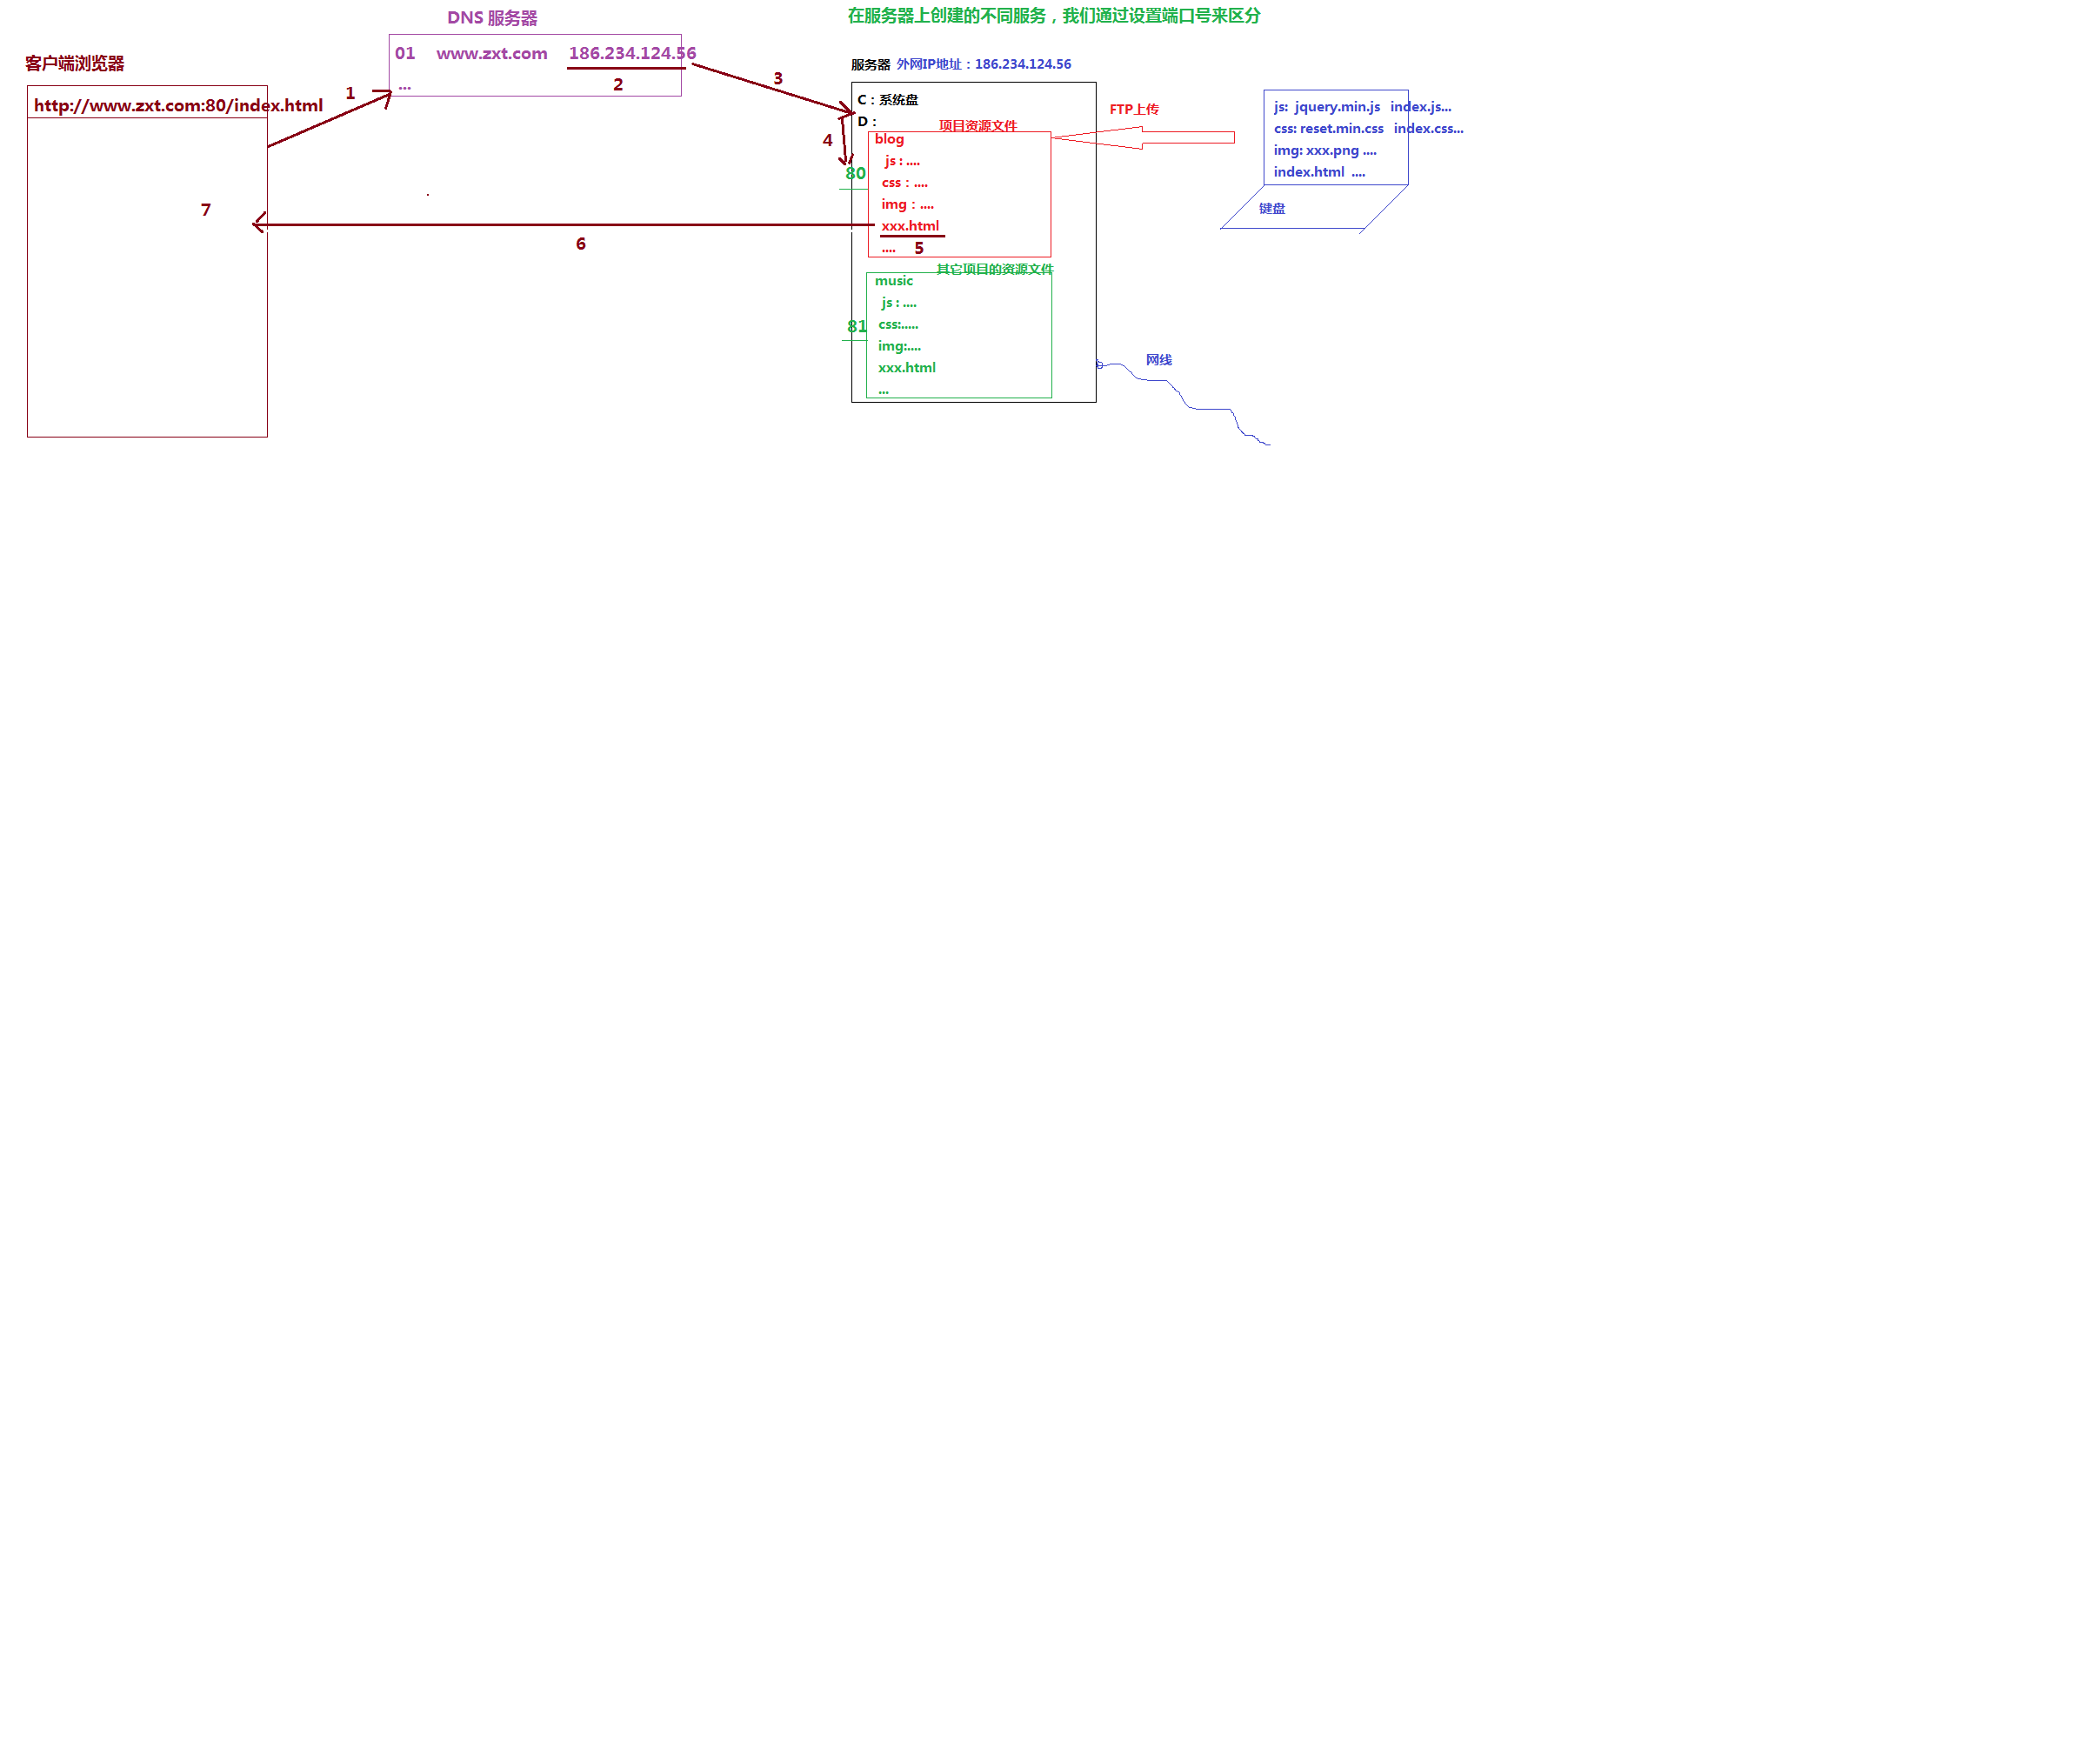 DNS 服务器
在服务器上创建的不同服务，我们通过设置端口号来区分
01 www.zxt.com 186.234.124.56
...
2
客户端浏览器
http://www.zxt.com:80/index.html
1
3
服务器 外网IP地址：186.234.124.56
C：系统盘
D：
4
项目资源文件
80
blog
js : ....
css : ....
img : ....
xxx.html
.... 5
7
6
其它项目的资源文件
81
music
js : ....
css:.....
img:....
xxx.html
...
FTP上传
js: jquery.min.js index.js...
css: reset.min.css index.css...
img: xxx.png ....
index.html ....
键盘
网线